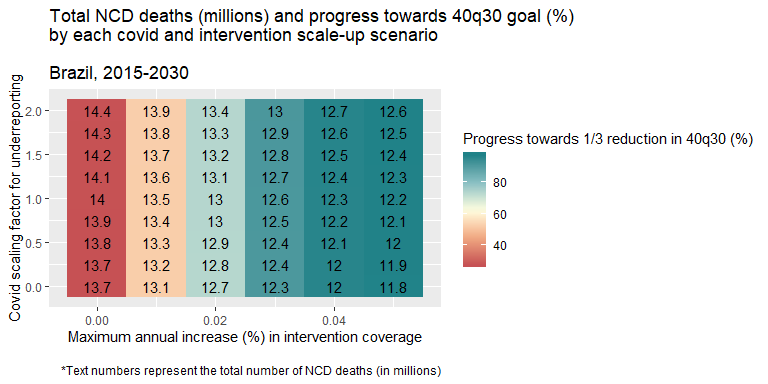 Total NCD deaths (millions) and progress towards 40q30 goal (%)
by each covid and intervention scale-up scenario
Brazil, 2015-2030
Covid scaling factor for underreporting
2.0
1.5
1.0
0.5
0.0
14.4 13.9 13.4 13 12.7 12.6
14.3 13.8 13.3 12.9 12.6 12.5
14.2 13.7 13.2 12.8 12.5 12.4
14.1 13.6 13.1 12.7 12.4 12.3
14 13.5 13 12.6 12.3 12.2
13.9 13.4 13 12.5 12.2 12.1
13.8 13.3 12.9 12.4 12.1 12
13.7 13.2 12.8 12.4 12 11.9
13.7 13.1 12.7 12.3 12 11.8
0.00 0.02 0.04
Maximum annual increase (%) in intervention coverage
Progress towards 1/3 reduction in 40q30 (%)
80
60
40
*Text numbers represent the total number of NCD deaths (in millions)